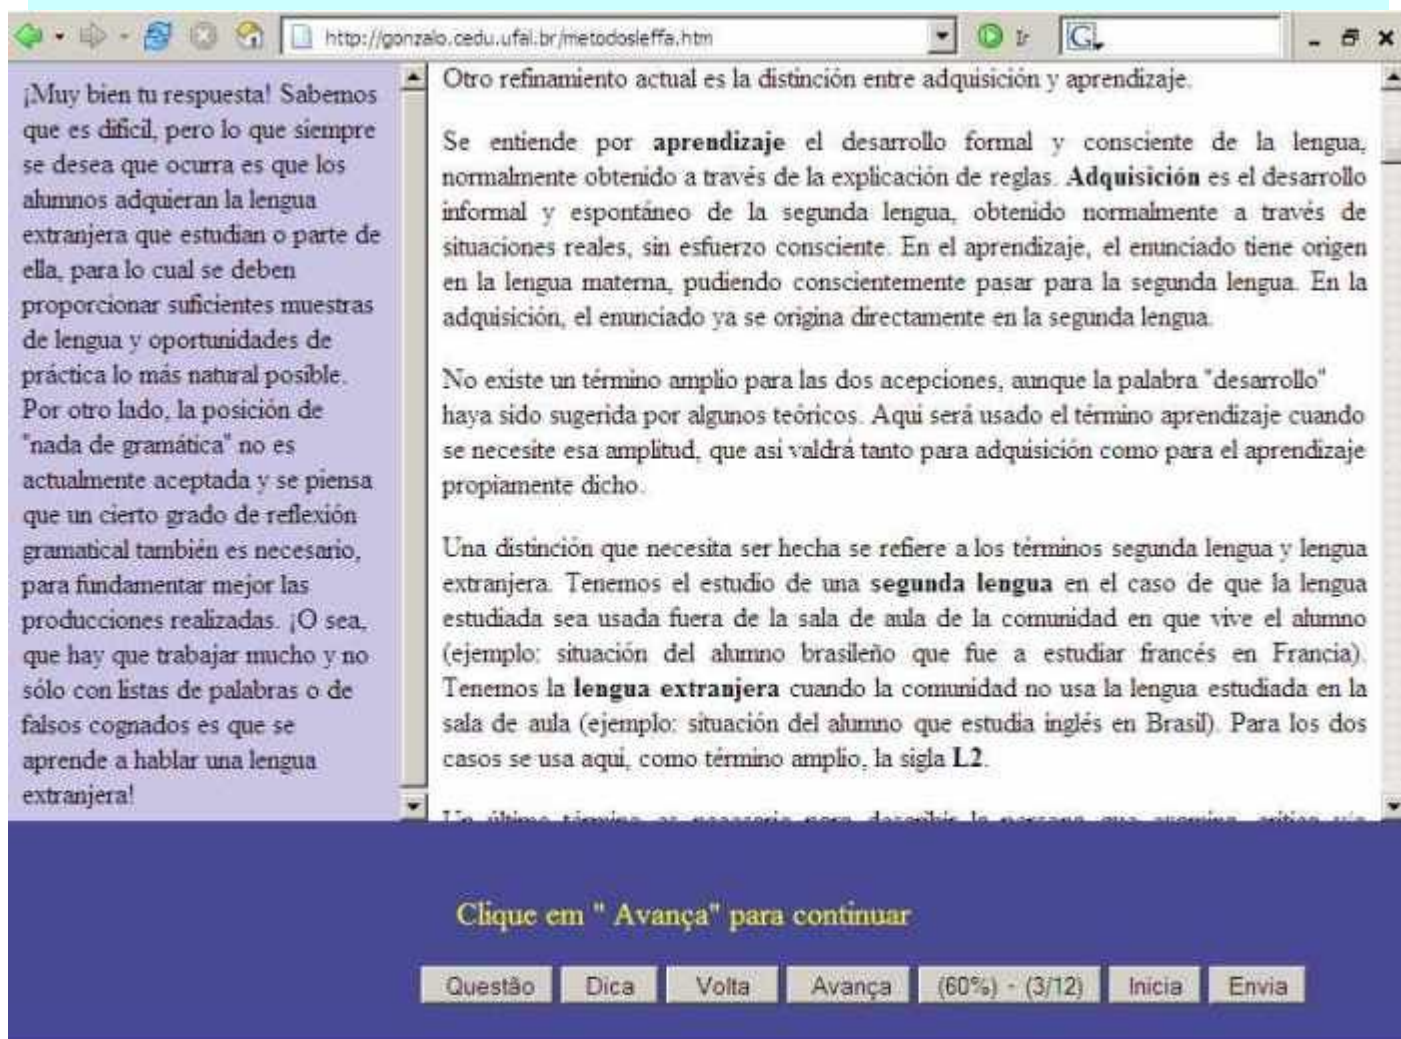 http://gonzalo.cedu.ufal.br/metodosleffa.htm
Ir
G
¡Muy bien tu respuesta! Sabemos
que es difícil, pero lo que siempre
se desea que ocurra es que los
alumnos adquieran la lengua
extranjera que estudian o parte de
ella, para lo cual se deben
proporcionar suficientes muestras
de lengua y oportunidades de
práctica lo más natural posible.
Por otro lado, la posición de
"nada de gramática" no es
actualmente aceptada y se piensa
que un cierto grado de reflexión
gramatical también es necesario,
para fundamentar mejor las
producciones realizadas. ¡O sea,
que hay que trabajar mucho y no
sólo con listas de palabras o de
falsos cognados es que se
aprende a hablar una lengua
extranjera!
Otro refinamiento actual es la distinción entre adquisición y aprendizaje.
Se entiende por aprendizaje el desarrollo formal y consciente de la lengua,
normalmente obtenido a través de la explicación de reglas. Adquisición es el desarrollo
informal y espontáneo de la segunda lengua, obtenido normalmente a través de
situaciones reales, sin esfuerzo consciente. En el aprendizaje, el enunciado tiene origen
en la lengua materna, pudiendo conscientemente pasar para la segunda lengua. En la
adquisición, el enunciado ya se origina directamente en la segunda lengua.
No existe un término amplio para las dos acepciones, aunque la palabra "desarrollo"
haya sido sugerida por algunos teóricos. Aquí será usado el término aprendizaje cuando
se necesite esa amplitud, que así valdrá tanto para adquisición como para el aprendizaje
propiamente dicho.
Una distinción que necesita ser hecha se refiere a los términos segunda lengua y lengua
extranjera. Tenemos el estudio de una segunda lengua en el caso de que la lengua
estudiada sea usada fuera de la sala de aula de la comunidad en que vive el alumno
(ejemplo: situación del alumno brasileño que fue a estudiar francés en Francia).
Tenemos la lengua extranjera cuando la comunidad no usa la lengua estudiada en la
sala de aula (ejemplo: situación del alumno que estudia inglés en Brasil). Para los dos
casos se usa aquí, como término amplio, la sigla L2.
Un último término es necesario para describir la persona que
Clique em " Avança" para continuar
Questão Dica Volta Avança (60%) - (3/12) Inicia Envia